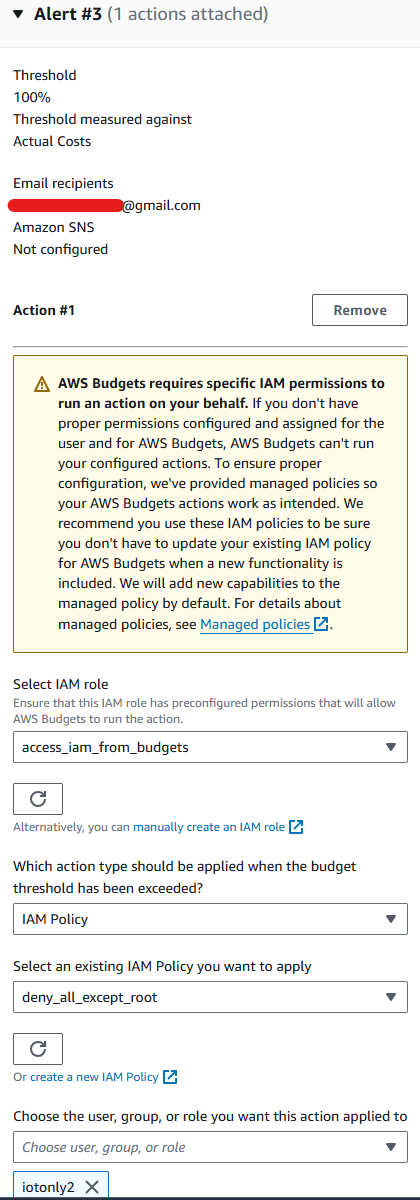 Alert #3 (1 actions attached)
Threshold
100%
Threshold measured against
Actual Costs
Email recipients
@gmail.com
Amazon SNS
Not configured
Action #1
Remove
AWS Budgets requires specific IAM permissions to
run an action on your behalf. If you don't have
proper permissions configured and assigned for the
user and for AWS Budgets, AWS Budgets can't run
your configured actions. To ensure proper
configuration, we've provided managed policies so
your AWS Budgets actions work as intended. We
recommend you use these IAM policies to be sure
you don't have to update your existing IAM policy
for AWS Budgets when a new functionality is
included. We will add new capabilities to the
managed policy by default. For details about
managed policies, see Managed policies.
Select IAM role
Ensure that this IAM role has preconfigured permissions that will allow
AWS Budgets to run the action.
access_iam_from_budgets
Alternatively, you can manually create an IAM role
Which action type should be applied when the budget
threshold has been exceeded?
IAM Policy
Select an existing IAM Policy you want to apply
deny_all_except_root
Or create a new IAM Policy
Choose the user, group, or role you want this action applied to
Choose user, group, or role
iotonly2